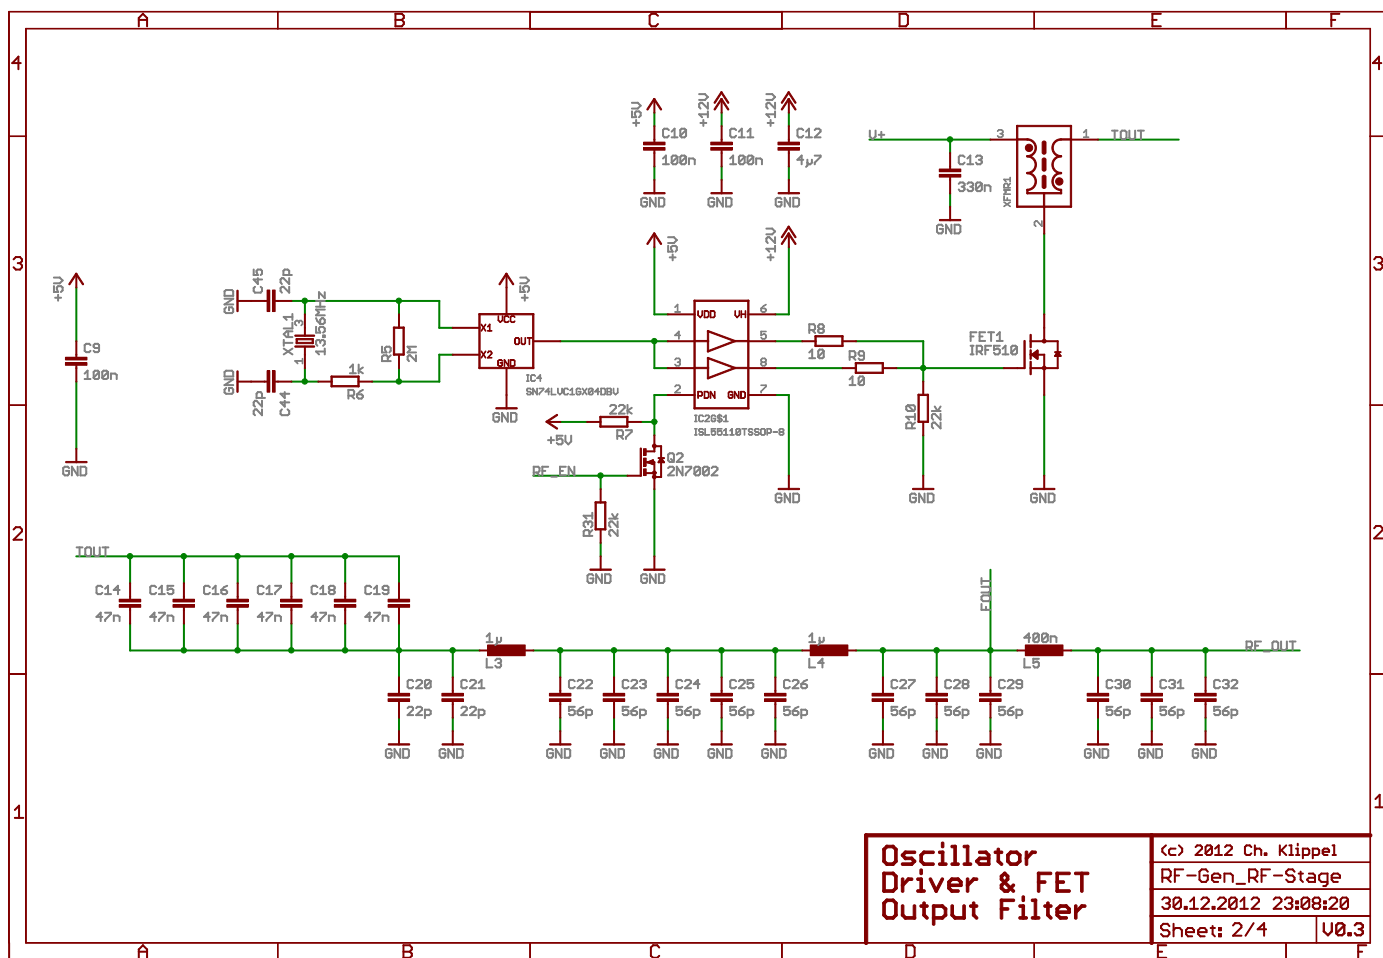 A B C D E F
4 4
+5V +12V +12V
C10 C11 C12
100n 100n 4µ7
GND GND GND
V+ 3 1 TOUT
C13
330n
XFMR1
GND
2
3 3
+5V +12V
+5V
C9
100n
GND
GND C45 22p
XTAL1 3 1 13.56MHz
R5 2M
GND 22p C44
1k
R6
+5V
VCC
X1
X2
OUT
GND
IC4
SN74LVC1GX04DBV
GND
1 VDD VH 6
4 5
3 8
2 PDN GND 7
IC2G$1
ISL55110TSSOP-8
R8
10
R9
10
FET1
IRF510
R10 22k
22k
R7
+5V
Q2
2N7002
RF_EN
R31 22k
GND GND GND GND GND
2 2
TOUT
C14 C15 C16 C17 C18 C19
47n 47n 47n 47n 47n 47n
FOUT
1µ 1µ 400n RF_OUT
L3 L4 L5
C20 C21 C22 C23 C24 C25 C26 C27 C28 C29 C30 C31 C32
22p 22p 56p 56p 56p 56p 56p 56p 56p 56p 56p 56p 56p
GND GND GND GND GND GND GND GND GND GND GND GND GND
1 1
Oscillator
Driver & FET
Output Filter
(c) 2012 Ch. Klippel
RF-Gen_RF-Stage
30.12.2012 23:08:20
Sheet: 2/4 V0.3
A B C D E F